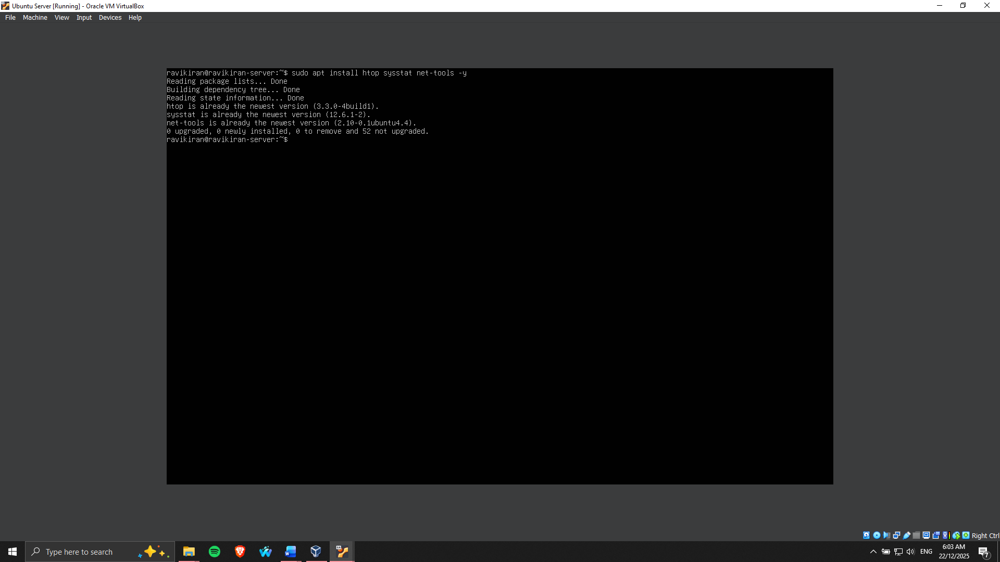 Ubuntu Server [Running] - Oracle VM VirtualBox
File Machine View Input Devices Help
ravikiran@ravikiran-server:~$ sudo apt install htop sysstat net-tools -y
Reading package lists... Done
Building dependency tree... Done
Reading state information... Done
htop is already the newest version (3.3.0-4build1).
sysstat is already the newest version (12.6.1-2).
net-tools is already the newest version (2.10-0.1ubuntu4.4).
0 upgraded, 0 newly installed, 0 to remove and 52 not upgraded.
ravikiran@ravikiran-server:~$
Right Ctrl
Type here to search
ENG
6:03 AM
22/12/2025
7